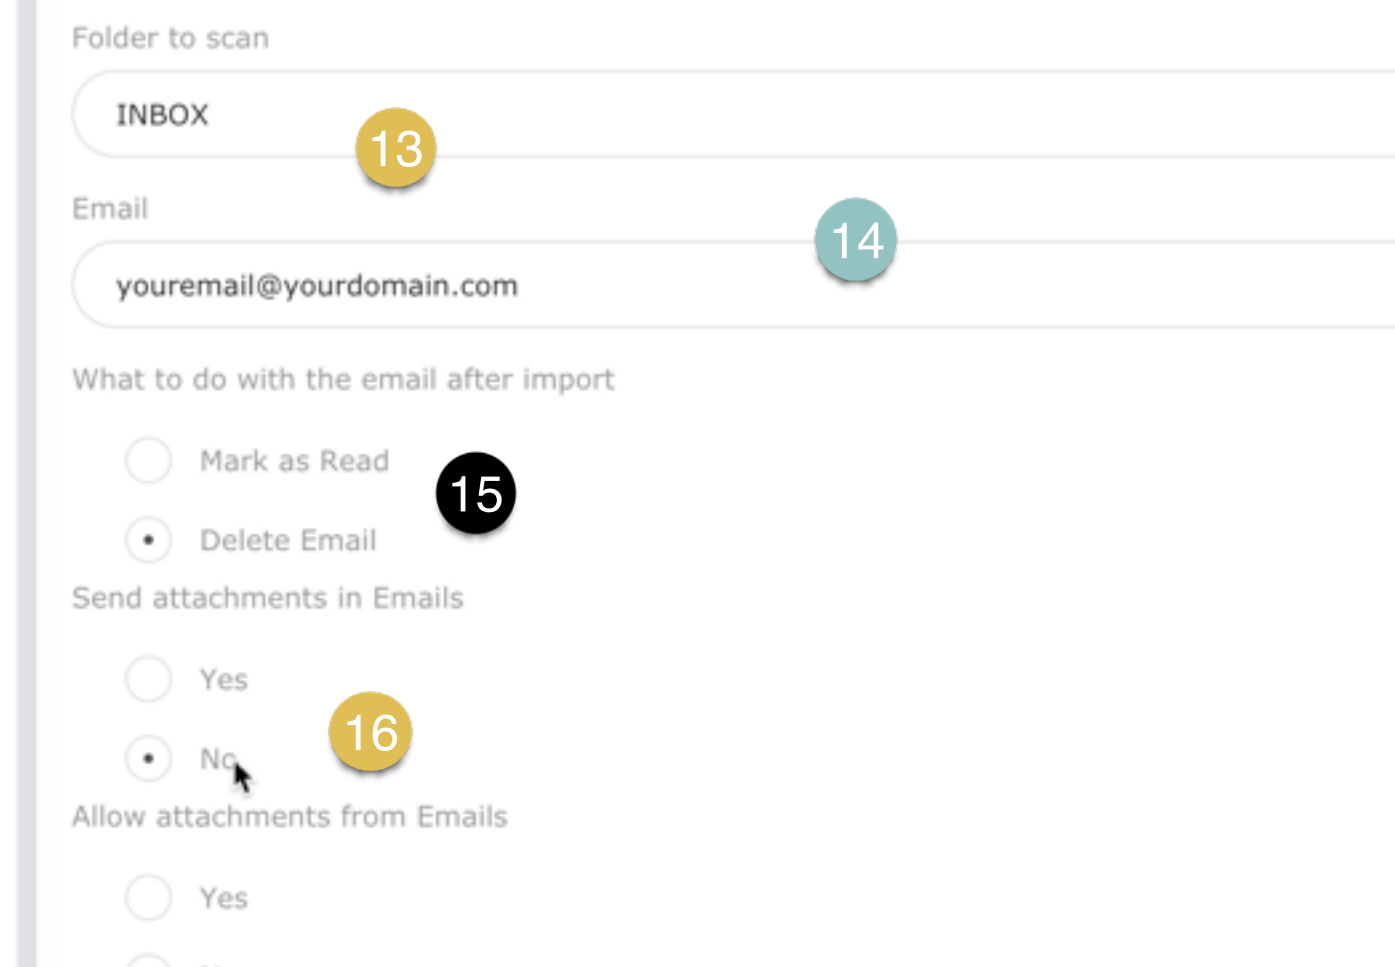 Folder to scan
INBOX
13
Email
14
youremail@yourdomain.com
What to do with the email after import
Mark as Read
15
Delete Email
Send attachments in Emails
Yes
16
No
Allow attachments from Emails
Yes